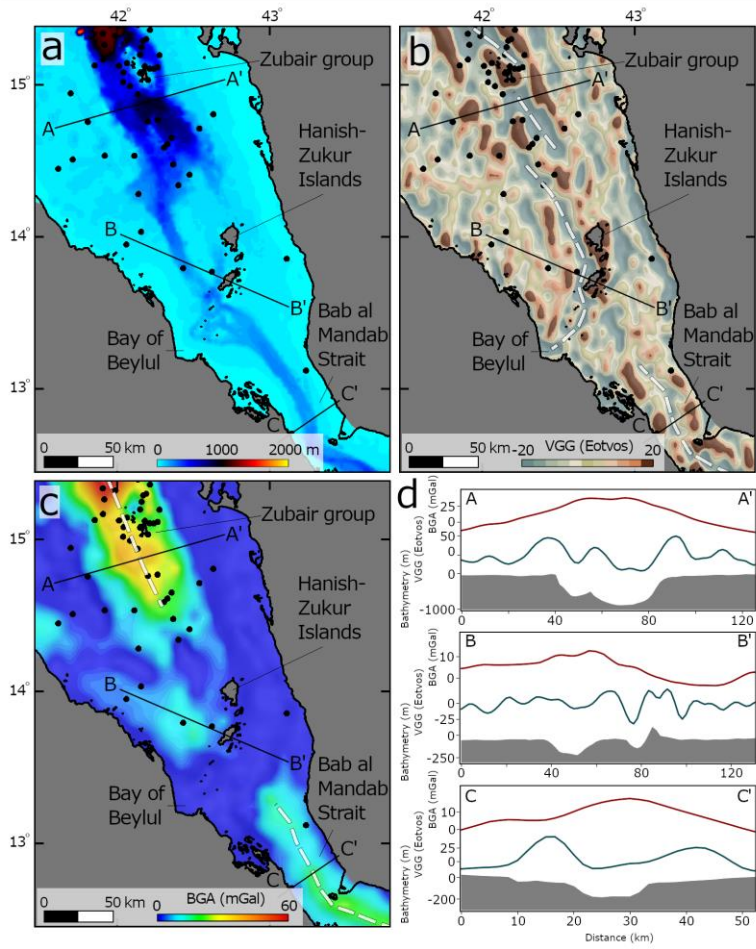 42° 43°
a
Zubair group
15°
A A'
Hanish-
Zukur
Islands
14°
B
B'
Bab al
Mandab
Strait
Bay of
Beylul
13°
C C'
0 50 km
0 1000 2000 m
42° 43°
b
Zubair group
15°
A A'
Hanish-
Zukur
Islands
14°
B
B'
Bab al
Mandab
Strait
Bay of
Beylul
13°
C C'
0 50 km
-20 20
VGG (Eotvos)
c
Zubair group
15°
A A'
Hanish-
Zukur
Islands
14°
B
B'
Bab al
Mandab
Strait
Bay of
Beylul
13°
C C'
BGA (mGal)
0 60
d
A A'
BGA (mGal)
25
0
VGG (Eotvos)
50
0
Bathymetry (m)
0
-1000
0 40 80 120
B B'
BGA (mGal)
10
0
VGG (Eotvos)
0
-25
Bathymetry (m)
0
-250
0 40 80 120
C C'
BGA (mGal)
10
0
VGG (Eotvos)
25
0
Bathymetry (m)
0
-200
0 10 20 30 40 50
Distance (km)